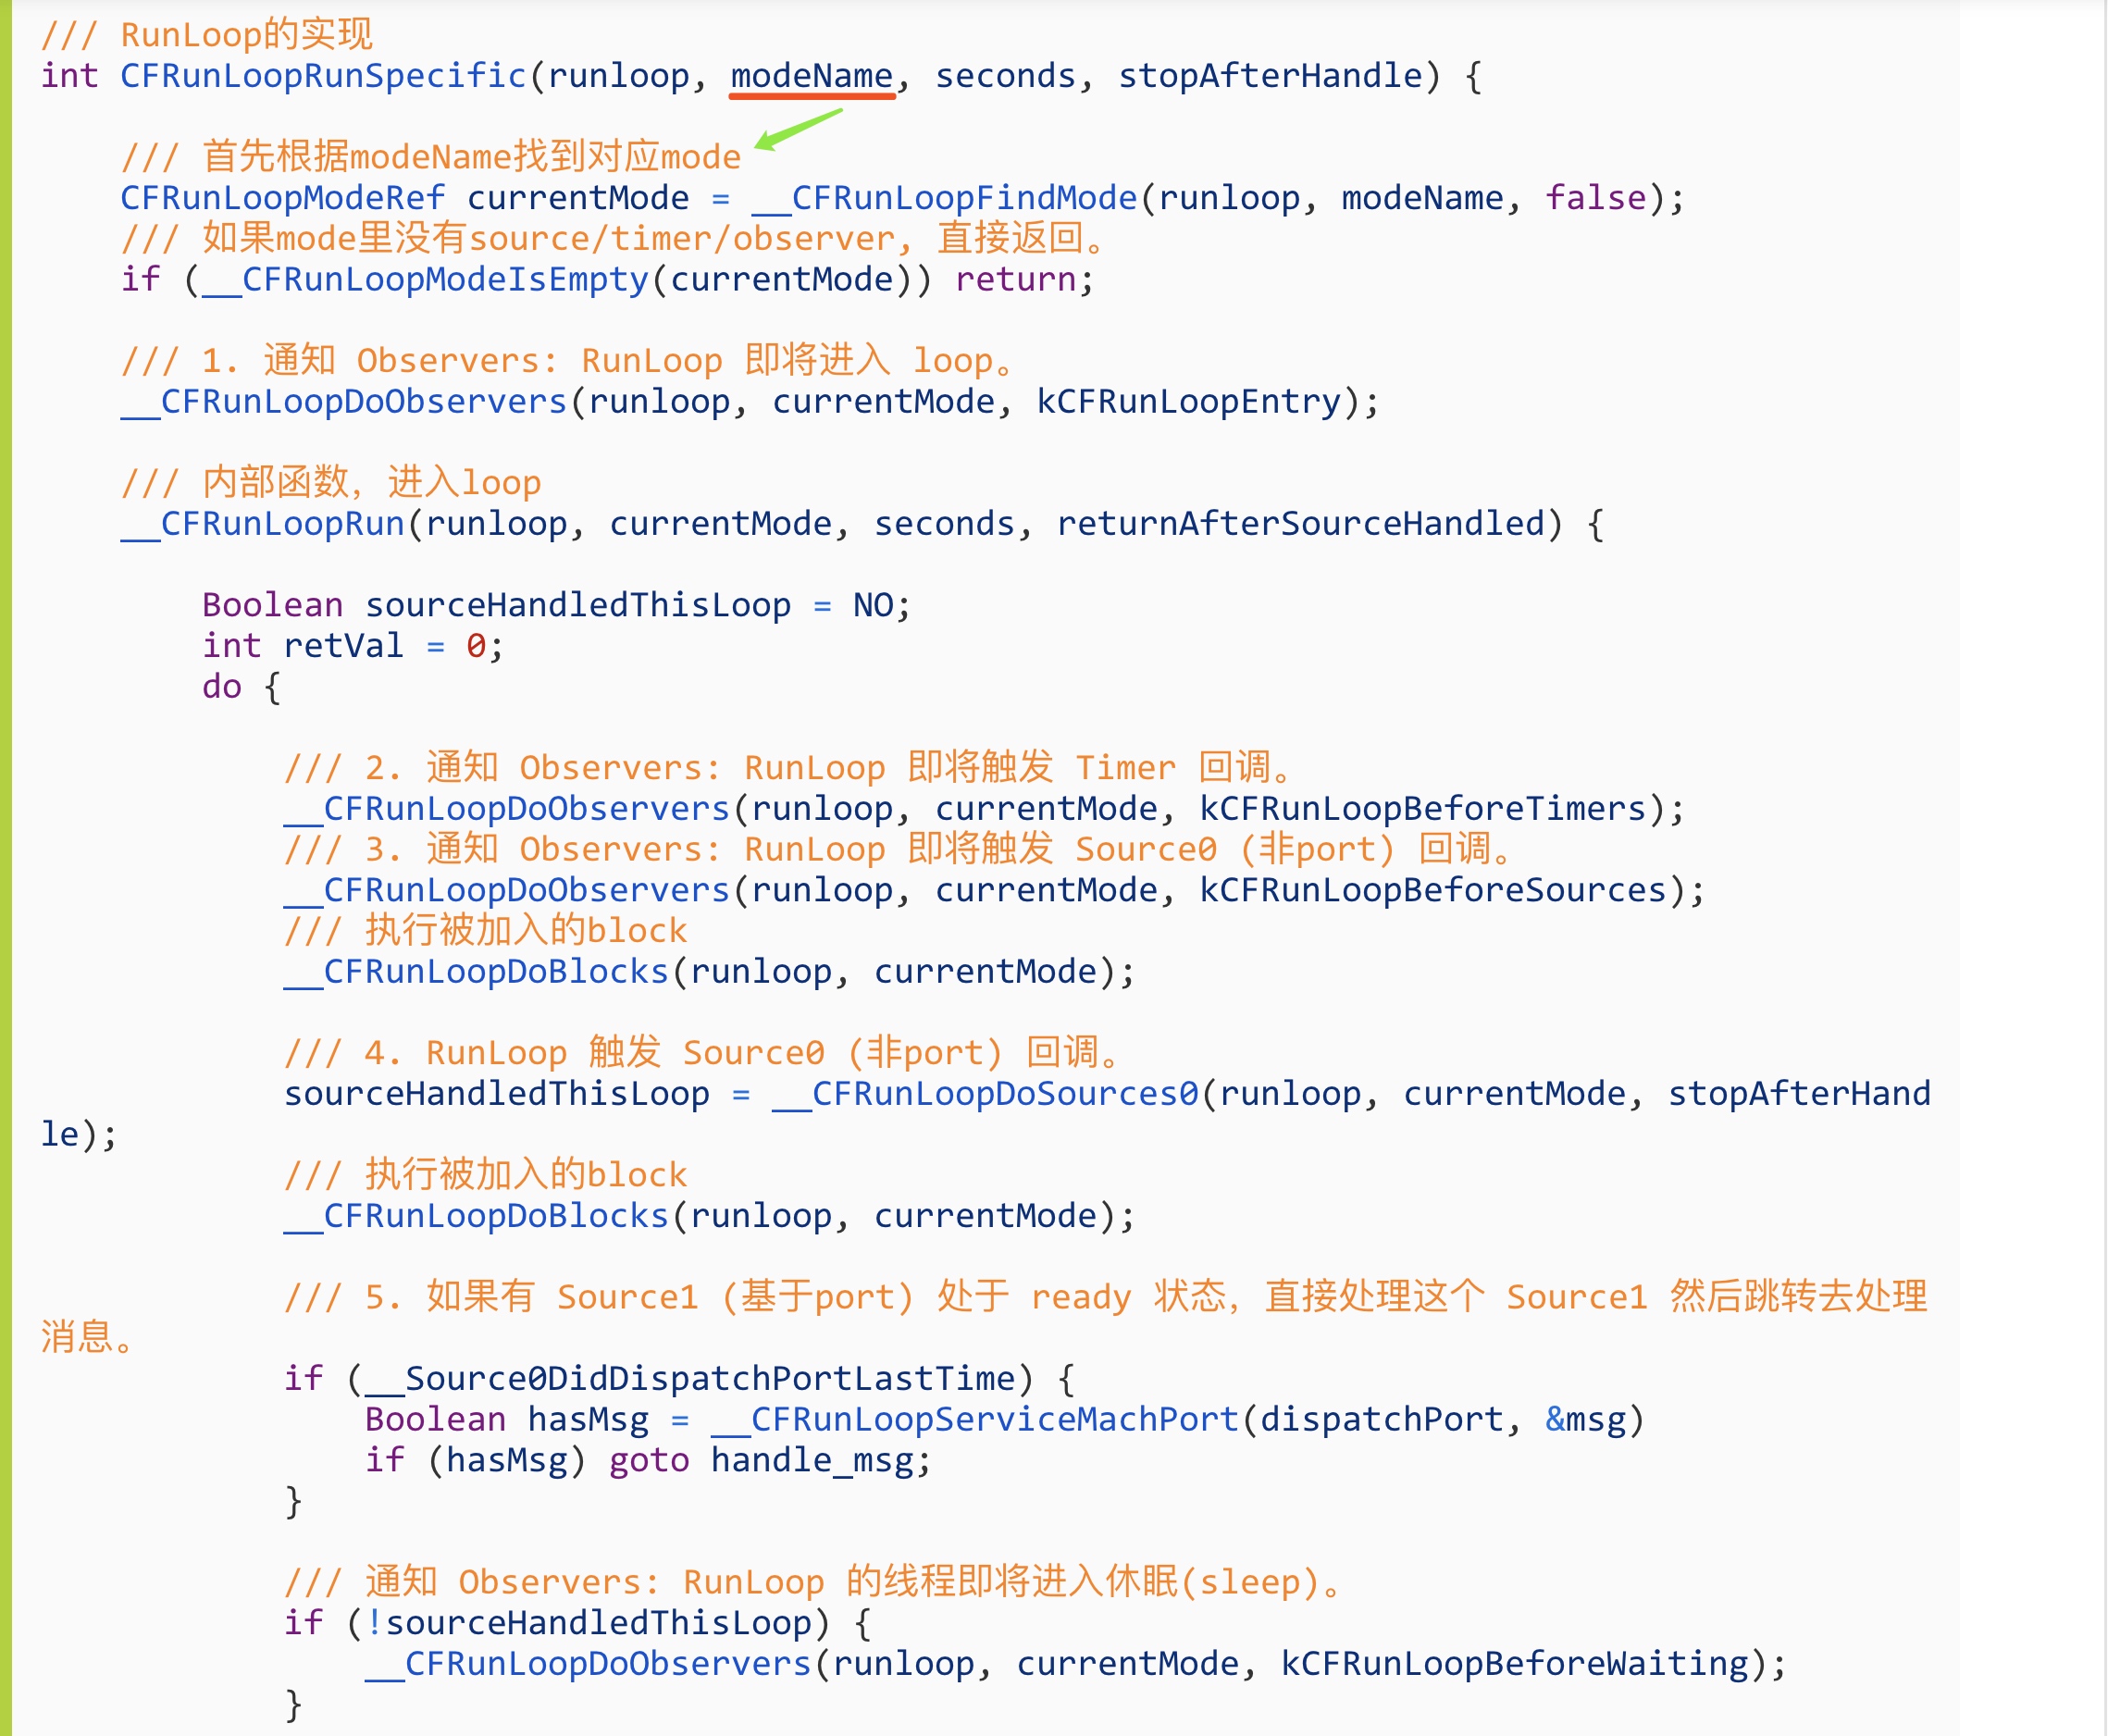 /// RunLoop的实现
int CFRunLoopRunSpecific(runloop, modeName, seconds, stopAfterHandle) {
/// 首先根据modeName找到对应mode
CFRunLoopModeRef currentMode = __CFRunLoopFindMode(runloop, modeName, false);
/// 如果mode里没有source/timer/observer, 直接返回。
if (__CFRunLoopModeIsEmpty(currentMode)) return;
/// 1. 通知 Observers: RunLoop 即将进入 loop。
__CFRunLoopDoObservers(runloop, currentMode, kCFRunLoopEntry);
/// 内部函数，进入loop
__CFRunLoopRun(runloop, currentMode, seconds, returnAfterSourceHandled) {
Boolean sourceHandledThisLoop = NO;
int retVal = 0;
do {
/// 2. 通知 Observers: RunLoop 即将触发 Timer 回调。
__CFRunLoopDoObservers(runloop, currentMode, kCFRunLoopBeforeTimers);
/// 3. 通知 Observers: RunLoop 即将触发 Source0 (非port) 回调。
__CFRunLoopDoObservers(runloop, currentMode, kCFRunLoopBeforeSources);
/// 执行被加入的block
__CFRunLoopDoBlocks(runloop, currentMode);
/// 4. RunLoop 触发 Source0 (非port) 回调。
sourceHandledThisLoop = __CFRunLoopDoSources0(runloop, currentMode, stopAfterHand
le);
/// 执行被加入的block
__CFRunLoopDoBlocks(runloop, currentMode);
/// 5. 如果有 Source1 (基于port) 处于 ready 状态，直接处理这个 Source1 然后跳转去处理
消息。
if (__Source0DidDispatchPortLastTime) {
Boolean hasMsg = __CFRunLoopServiceMachPort(dispatchPort, &msg)
if (hasMsg) goto handle_msg;
}
/// 通知 Observers: RunLoop 的线程即将进入休眠(sleep)。
if (!sourceHandledThisLoop) {
__CFRunLoopDoObservers(runloop, currentMode, kCFRunLoopBeforeWaiting);
}